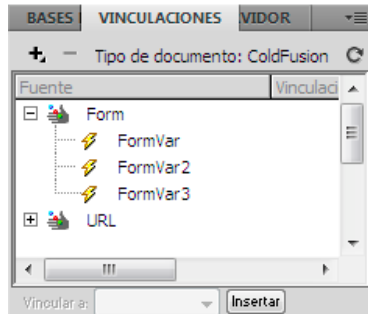 BASES VINCULACIONES VIDOR
Tipo de documento: ColdFusion
Fuente Vinculaci
Form
FormVar
FormVar2
FormVar3
URL
Vincular a: Insertar